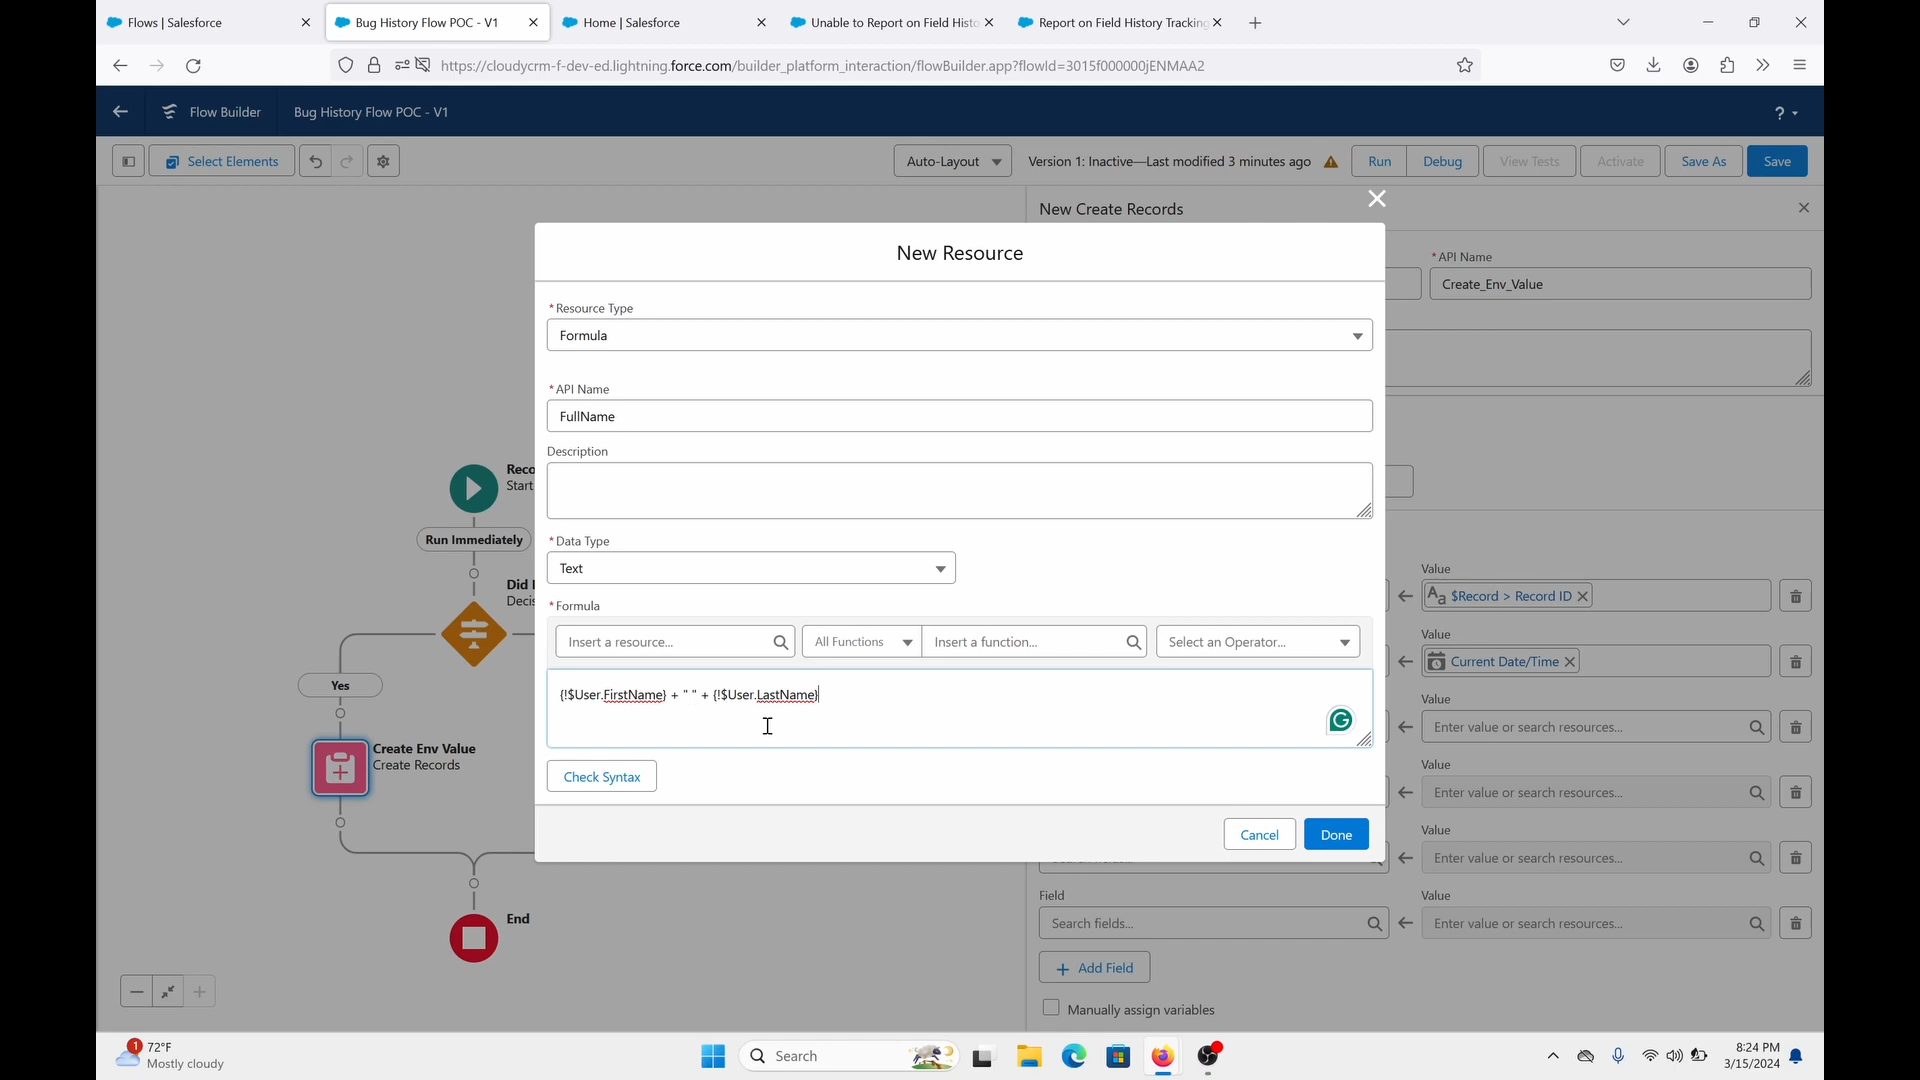 Flows | Salesforce
Bug History Flow POC - V1
Home | Salesforce
Unable to Report on Field Histo
Report on Field History Tracking
https://cloudycrm-f-dev-ed.lightning.force.com/builder_platform_interaction/flowBuilder.app?flowId=3015f000000jENMAA2
Flow Builder
Bug History Flow POC - V1
?
Select Elements
Auto-Layout
Version 1: Inactive—Last modified 3 minutes ago
Run
Debug
View Tests
Activate
Save As
Save
New Create Records
New Resource
* API Name
Create_Env_Value
* Resource Type
Formula
* API Name
FullName
Description
* Data Type
Text
* Formula
Insert a resource...
All Functions
Insert a function...
Select an Operator...
{!$User.FirstName} + " " + {!$User.LastName}
Check Syntax
Cancel
Done
Reco
Start
Run Immediately
Did
Decis
Yes
Create Env Value
Create Records
End
Value
Aa $Record > Record ID
Value
Current Date/Time
Value
Enter value or search resources...
Value
Enter value or search resources...
Value
Enter value or search resources...
Field
Value
Search fields...
Enter value or search resources...
+ Add Field
Manually assign variables
1
72°F
Mostly cloudy
Search
8:24 PM
3/15/2024